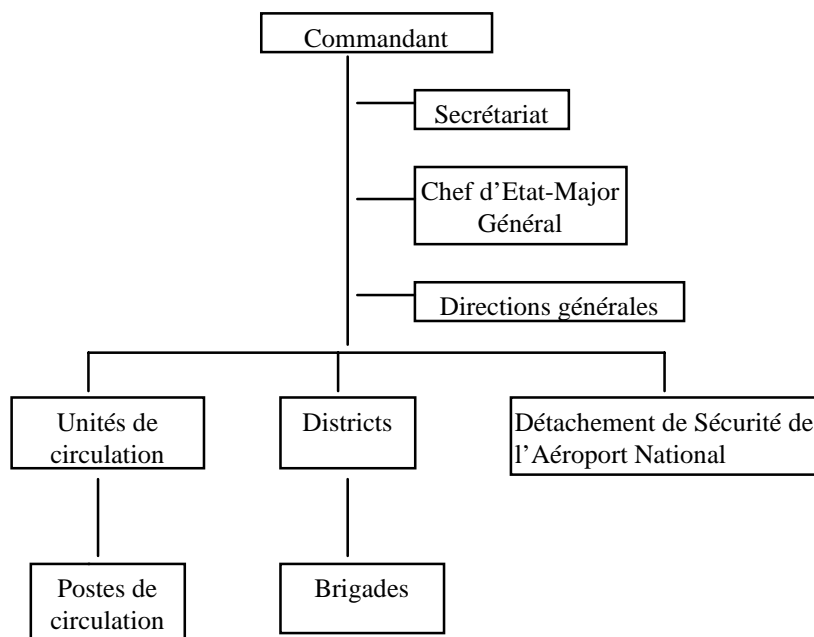 Commandant
Secrétariat
Chef d’Etat-Major
Général
Directions générales
Unités de
circulation
Districts
Détachement de Sécurité de
l’Aéroport National
Postes de
circulation
Brigades